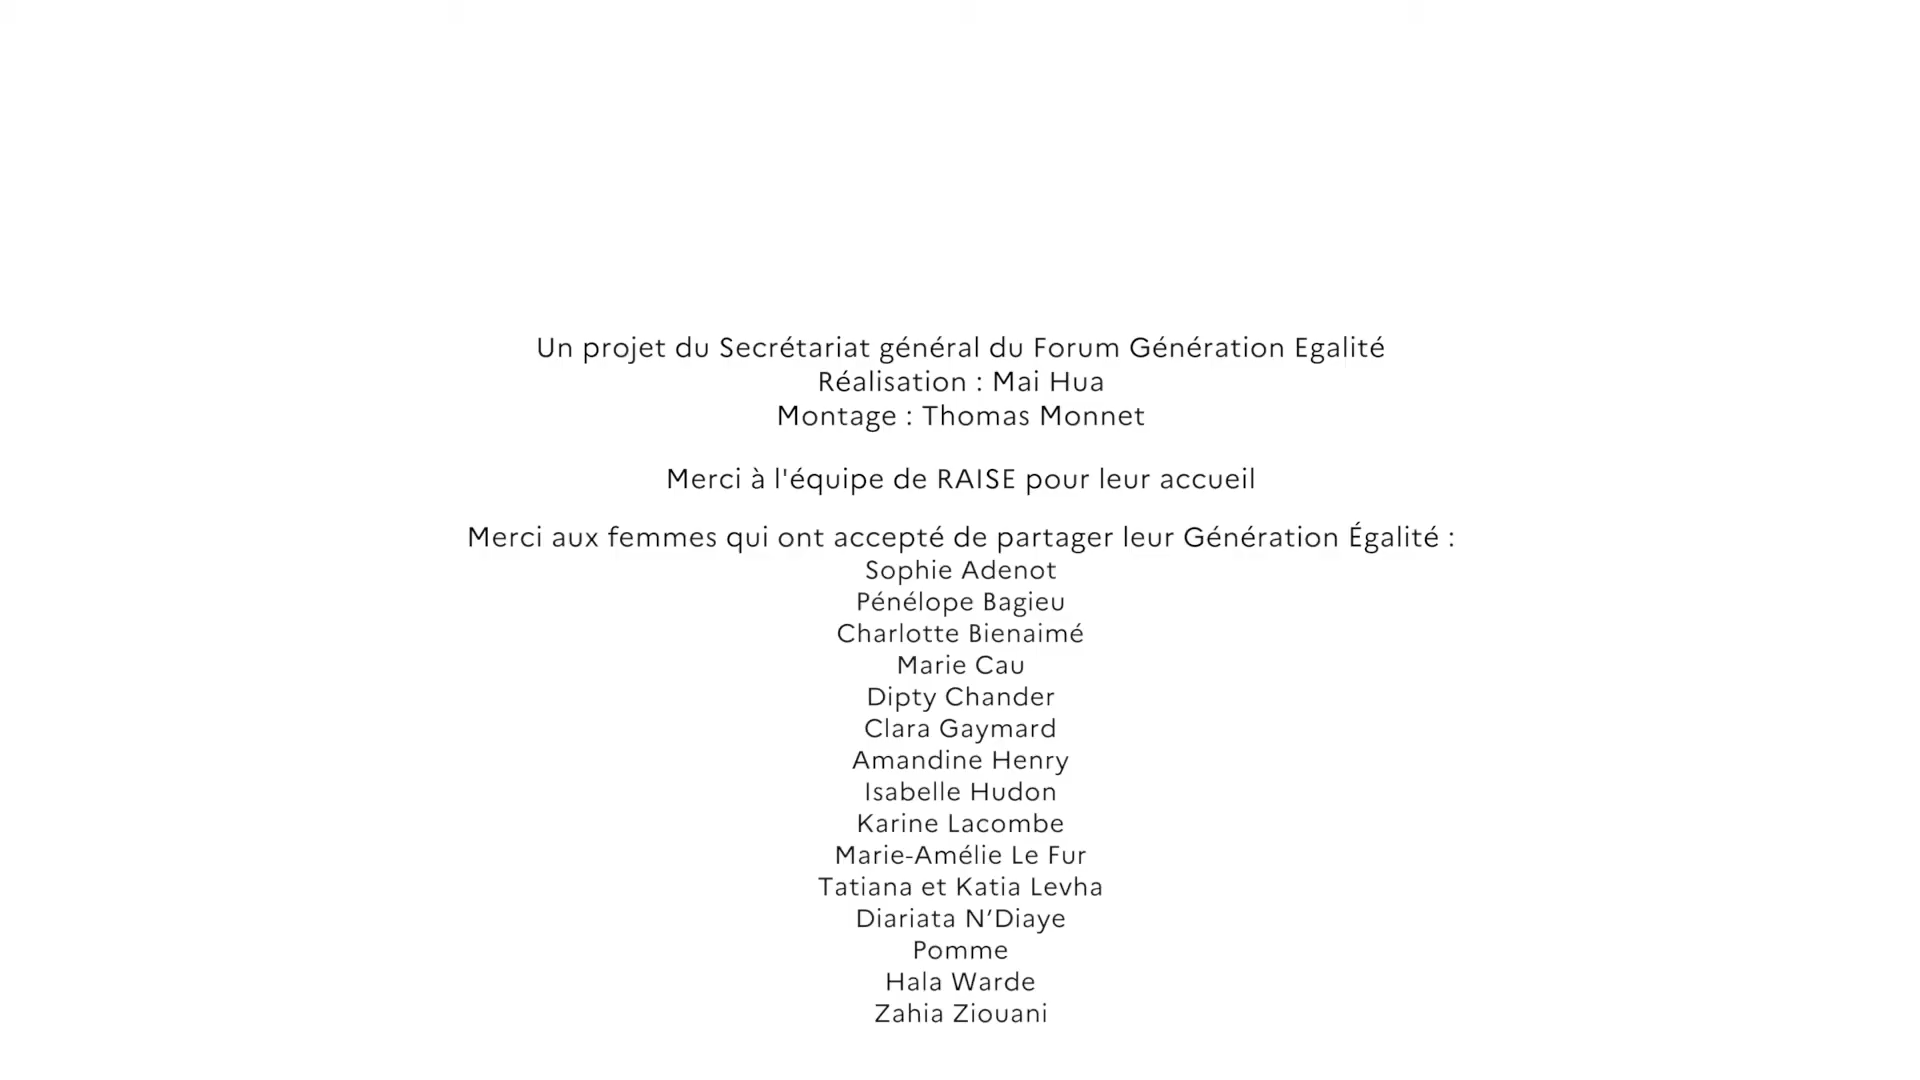 Un projet du Secrétariat général du Forum Génération Egalité
Réalisation : Mai Hua
Montage : Thomas Monnet
Merci à l'équipe de RAISE pour leur accueil
Merci aux femmes qui ont accepté de partager leur Génération Égalité :
Sophie Adenot
Pénélope Bagieu
Charlotte Bienaimé
Marie Cau
Dipty Chander
Clara Gaymard
Amandine Henry
Isabelle Hudon
Karine Lacombe
Marie-Amélie Le Fur
Tatiana et Katia Levha
Diariata N’Diaye
Pomme
Hala Warde
Zahia Ziouani